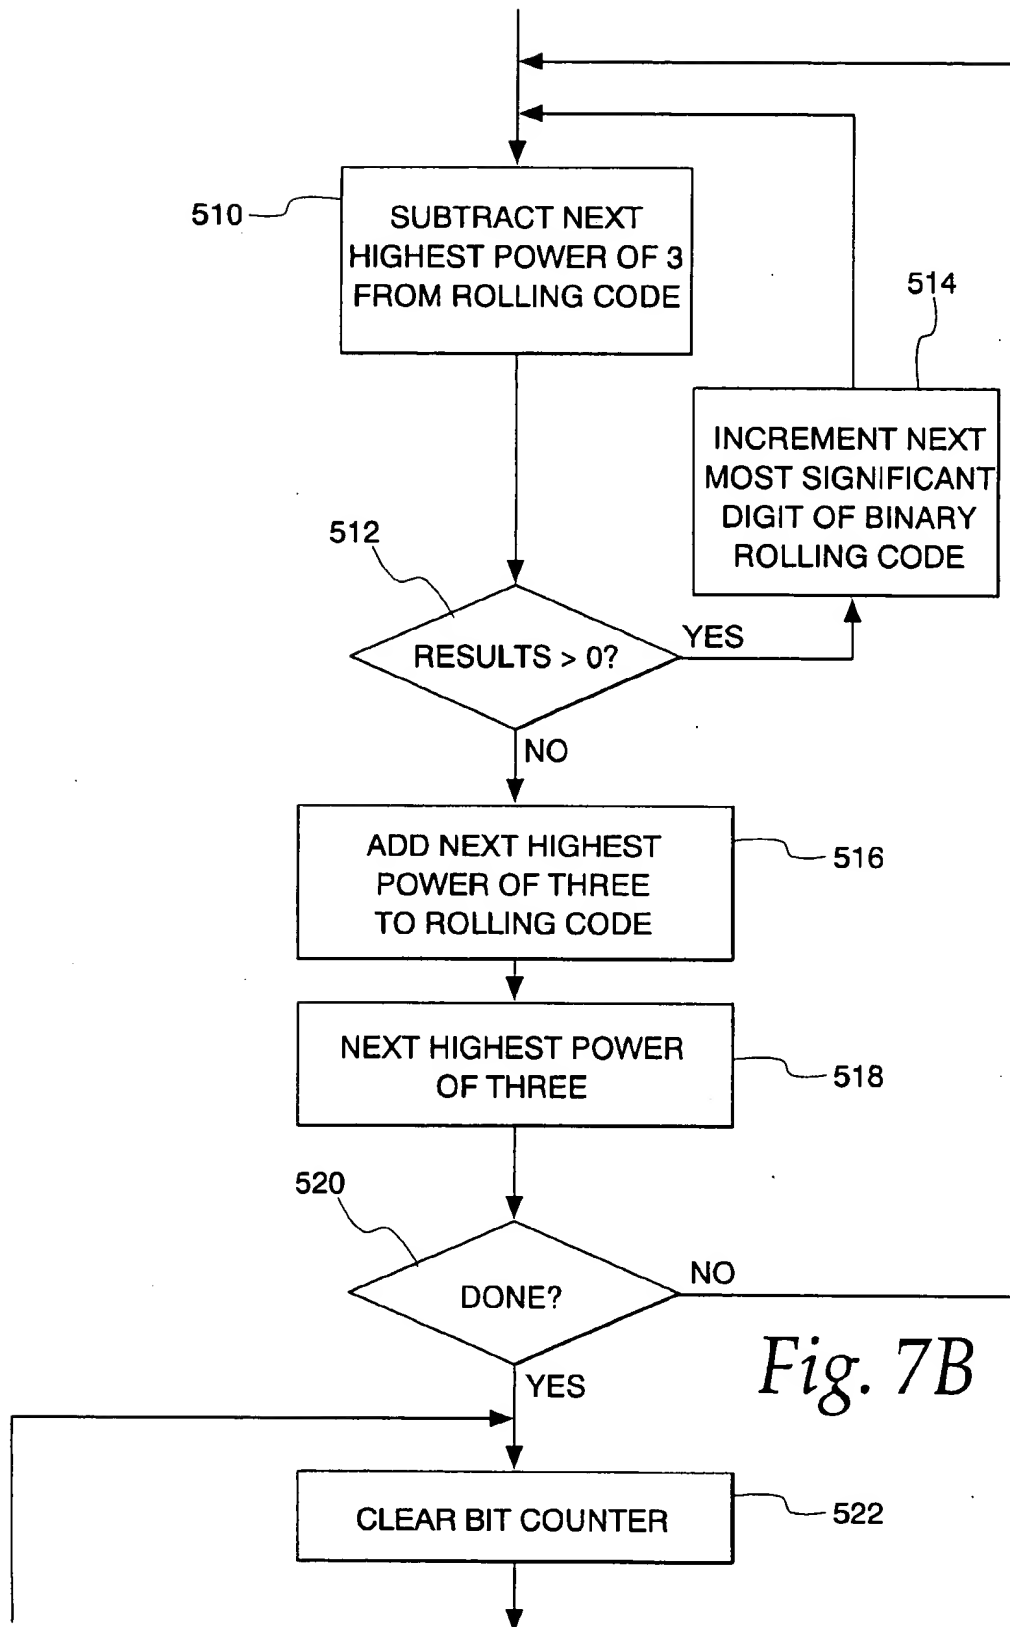 510
SUBTRACT NEXT
HIGHEST POWER OF 3
FROM ROLLING CODE
514
INCREMENT NEXT
MOST SIGNIFICANT
DIGIT OF BINARY
ROLLING CODE
512
RESULTS > 0?
YES
NO
ADD NEXT HIGHEST
POWER OF THREE
TO ROLLING CODE
516
NEXT HIGHEST POWER
OF THREE
518
520
DONE?
NO
YES
Fig. 7B
CLEAR BIT COUNTER
522